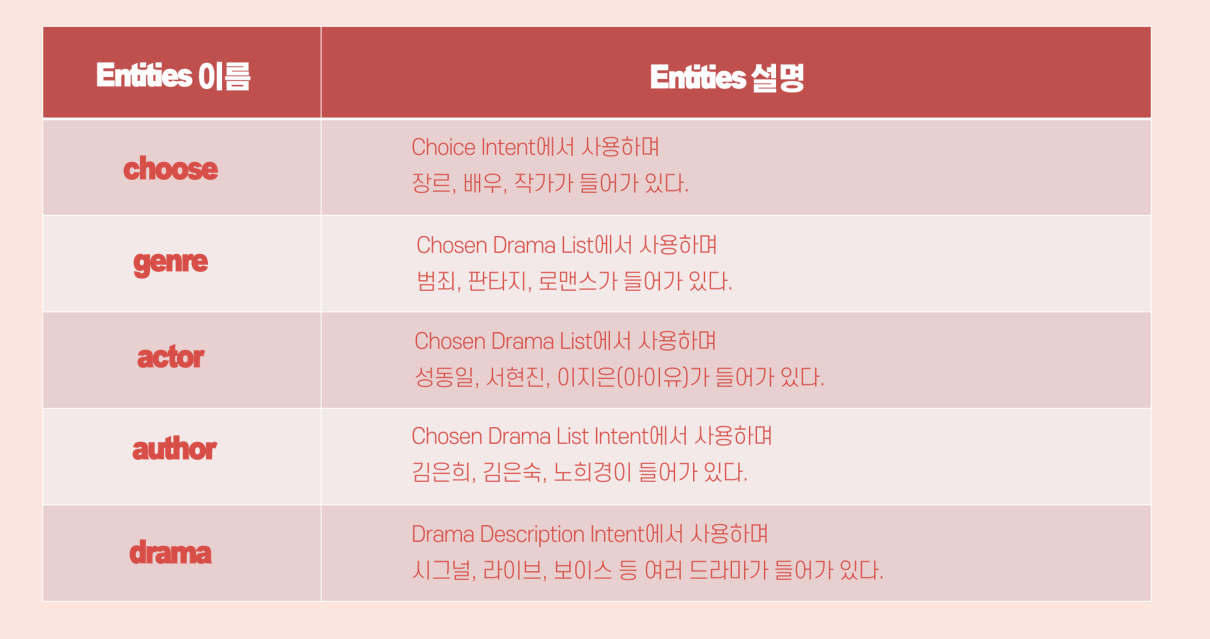 Entities 이름
Entities 설명
choose
Choice Intent에서 사용하며
장르, 배우, 작가가 들어가 있다.
genre
Chosen Drama List에서 사용하며
범죄, 판타지, 로맨스가 들어가 있다.
actor
Chosen Drama List에서 사용하며
성동일, 서현진, 이지은(아이유)가 들어가 있다.
author
Chosen Drama List Intent에서 사용하며
김은희, 김은숙, 노희경이 들어가 있다.
drama
Drama Description Intent에서 사용하며
시그널, 라이브, 보이스 등 여러 드라마가 들어가 있다.